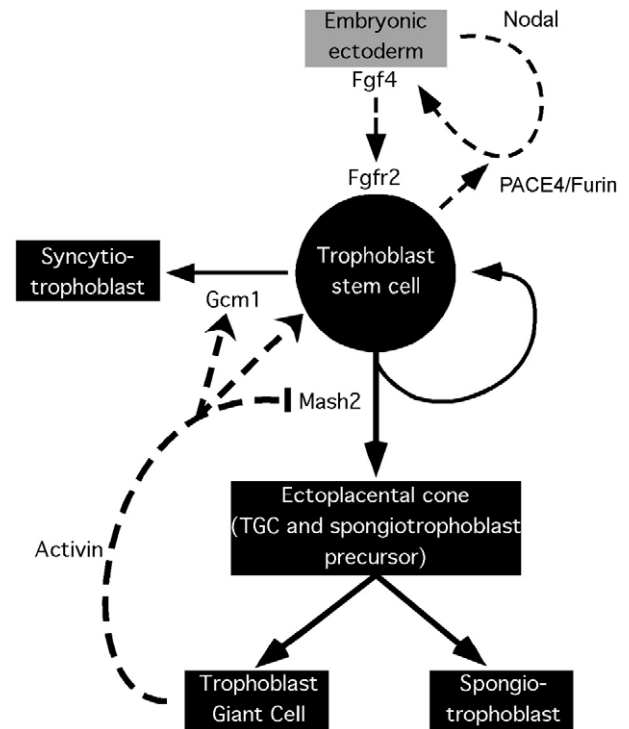 Embryonic
ectoderm
Nodal
Fgf4
Fgfr2
PACE4/Furin
Trophoblast
stem cell
Syncytio-
trophoblast
Gcm1
Mash2
Ectoplacental cone
(TGC and spongiotrophoblast
precursor)
Activin
Trophoblast
Giant Cell
Spongio-
trophoblast